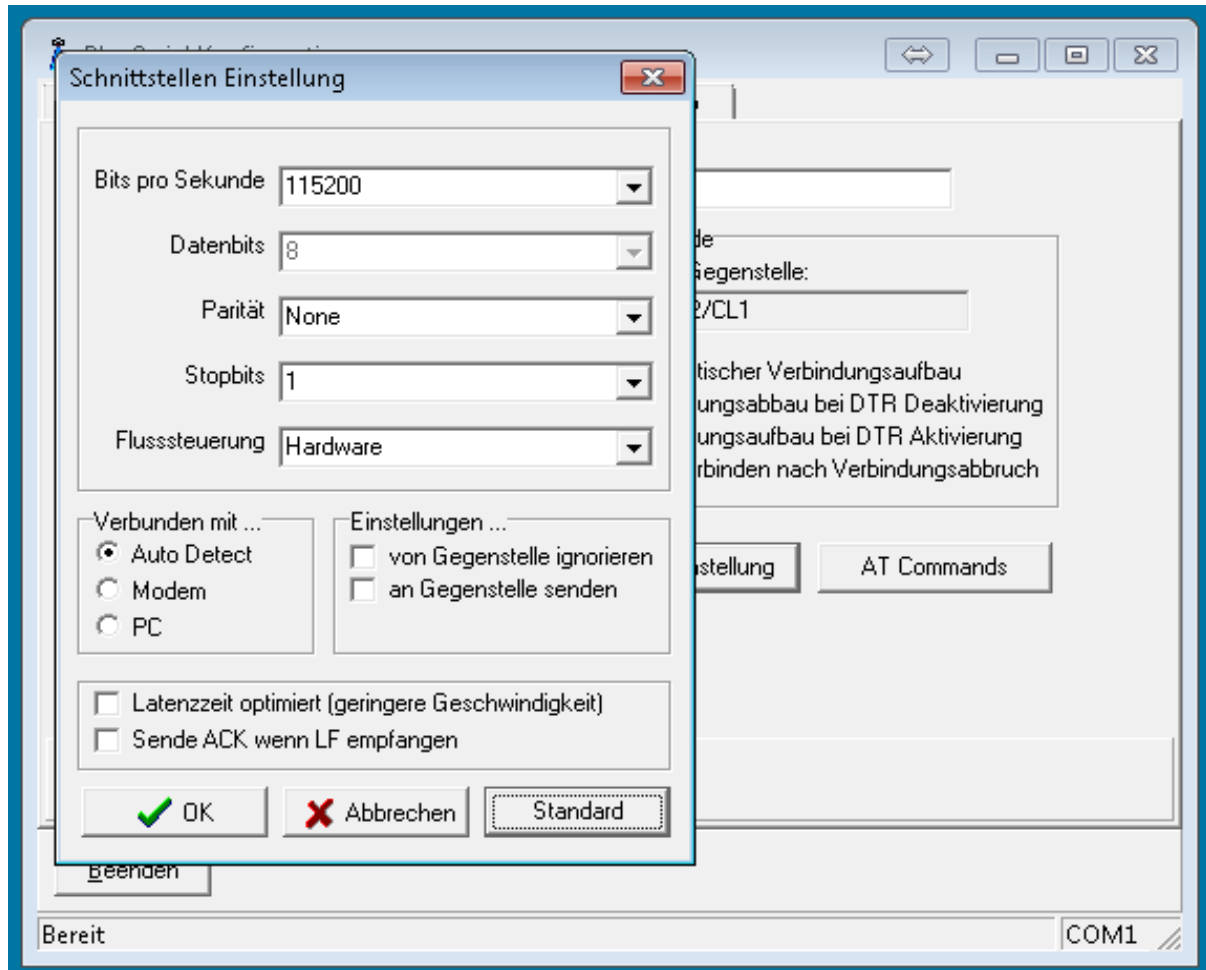 Schnittstellen Einstellung
Bits pro Sekunde 115200
Datenbits 8
Parität None
Stopbits 1
Flusssteuerung Hardware
Verbunden mit ...
Auto Detect
Modem
PC
Einstellungen ...
von Gegenstelle ignorieren
an Gegenstelle senden
Latenzzeit optimiert (geringere Geschwindigkeit)
Sende ACK wenn LF empfangen
OK
Abbrechen
Standard
de
Gegenstelle:
2/CL1
tischer Verbindungsaufbau
ungsabbau bei DTR Deaktivierung
ungsaufbau bei DTR Aktivierung
rbinden nach Verbindungsabbruch
nstellung
AT Commands
Beenden
Bereit
COM1